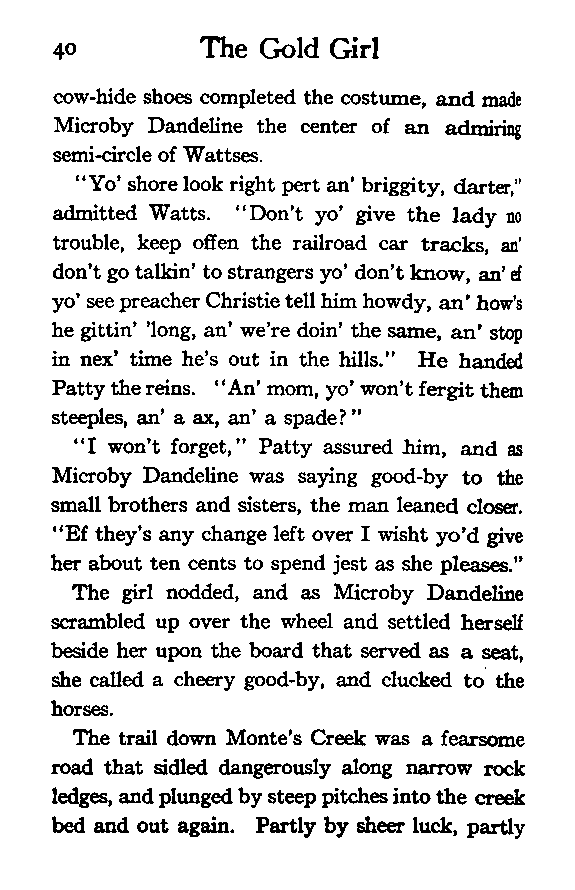 40 The Gold Girl
cow-hide shoes completed the costume, and made
Microby Dandeline the center of an admiring
semi-circle of Wattses.
"Yo' shore look right pert an' briggity, darter,"
admitted Watts. "Don't yo' give the lady no
trouble, keep offen the railroad car tracks, an'
don't go talkin' to strangers yo' don't know, an' ef
yo' see preacher Christie tell him howdy, an' how's
he gittin' 'long, an' we're doin' the same, an' stop
in nex' time he's out in the hills." He handed
Patty the reins. "An' mom, yo' won't fergit them
steeples, an' a ax, an' a spade?"
"I won't forget," Patty assured him, and as
Microby Dandeline was saying good-by to the
small brothers and sisters, the man leaned closer.
"Ef they's any change left over I wisht yo'd give
her about ten cents to spend jest as she pleases."
The girl nodded, and as Microby Dandeline
scrambled up over the wheel and settled herself
beside her upon the board that served as a seat,
she called a cheery good-by, and clucked to the
horses.
The trail down Monte's Creek was a fearsome
road that sidled dangerously along narrow rock
ledges, and plunged by steep pitches into the creek
bed and out again. Partly by sheer luck, partly